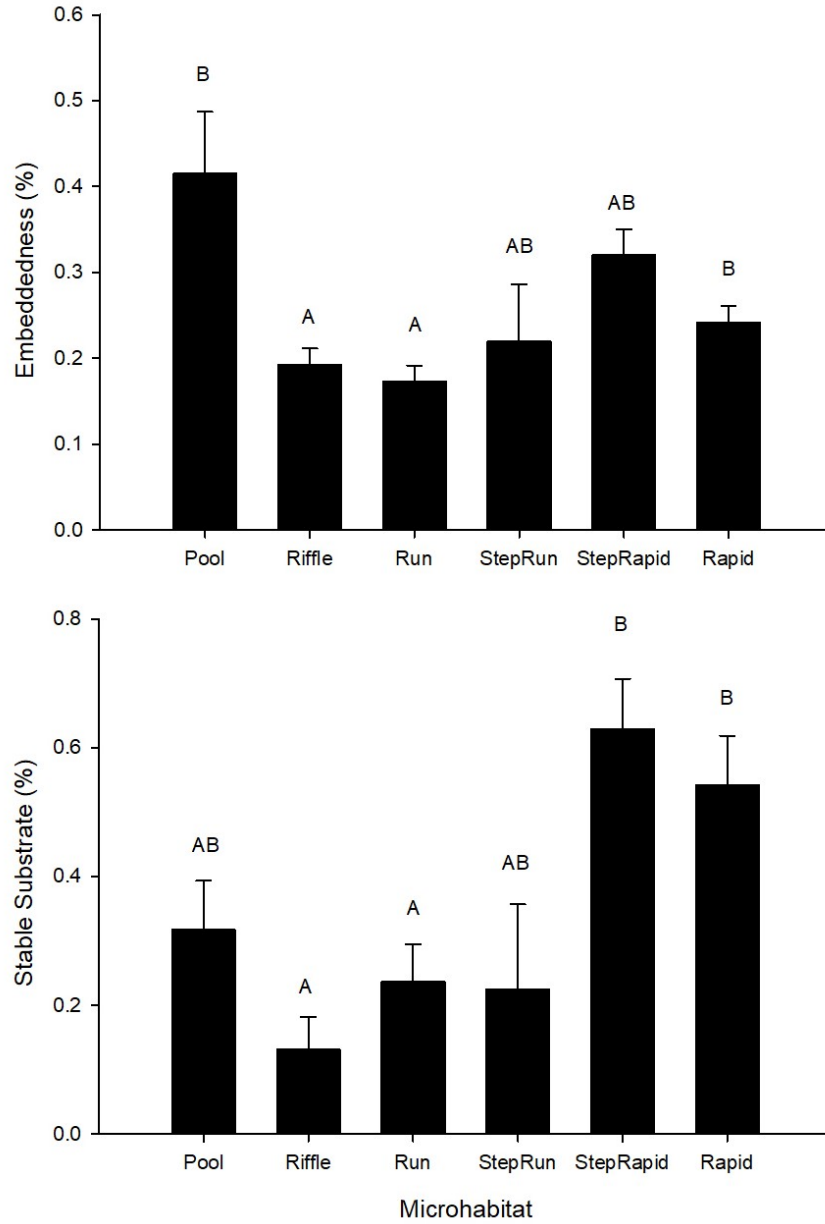 0.6
B
0.5
0.4
AB
AB
0.3
B
A
A
0.2
0.1
0.0
Embeddedness (%)
Pool Riffle Run StepRun StepRapid Rapid
0.8
B
B
0.6
AB
AB
0.4
A
A
0.2
0.0
Stable Substrate (%)
Pool Riffle Run StepRun StepRapid Rapid
Microhabitat